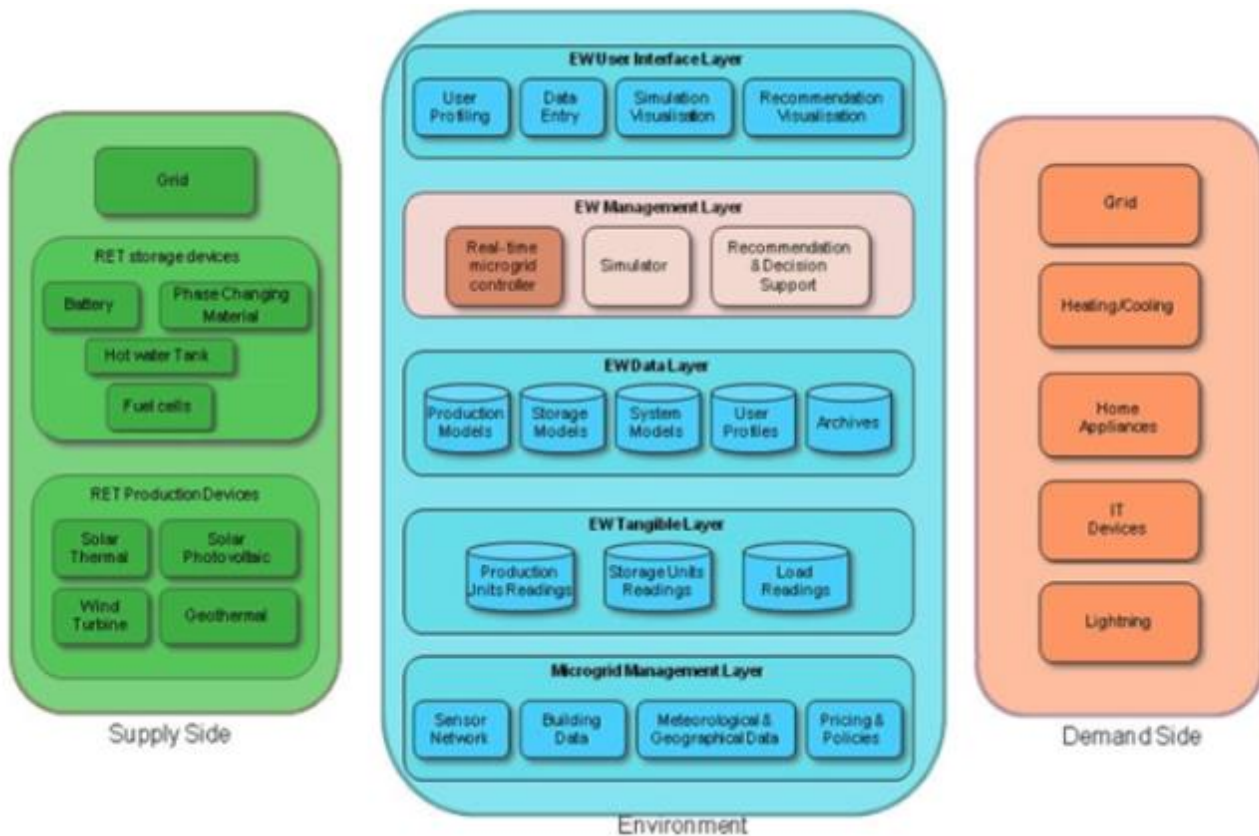 EW User Interface Layer
User
Profiling
Data
Entry
Simulation
Visualisation
Recommendation
Visualisation
Grid
RET storage devices
Battery
Phase Changing
Material
Hot water Tank
Fuel cells
RET Production Devices
Solar
Thermal
Solar
Photovoltaic
Wind
Turbine
Geothermal
Supply Side
EW Management Layer
Real-time
microgrid
controller
Simulator
Recommendation
& Decision
Support
EW Data Layer
Production
Models
Storage
Models
System
Models
User
Profiles
Archives
EW Tangible Layer
Production
Units Readings
Storage Units
Readings
Load
Readings
Microgrid Management Layer
Sensor
Network
Building
Data
Meteorological &
Geographical Data
Pricing &
Policies
Environment
Grid
Heating/Cooling
Home
Appliances
IT
Devices
Lightning
Demand Side